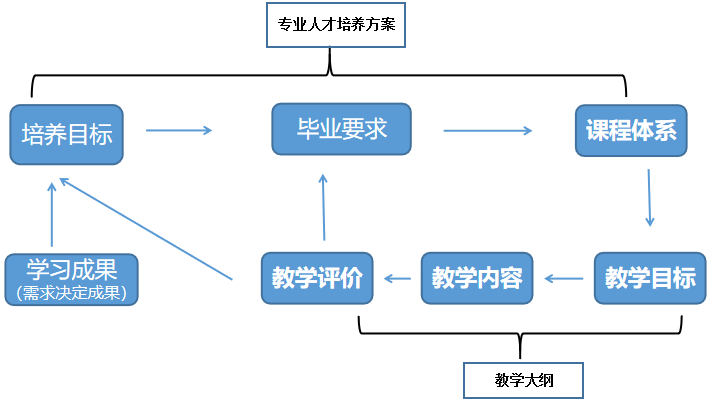 专业人才培养方案
培养目标
毕业要求
课程体系
学习成果
（需求决定成果）
教学评价
教学内容
教学目标
教学大纲